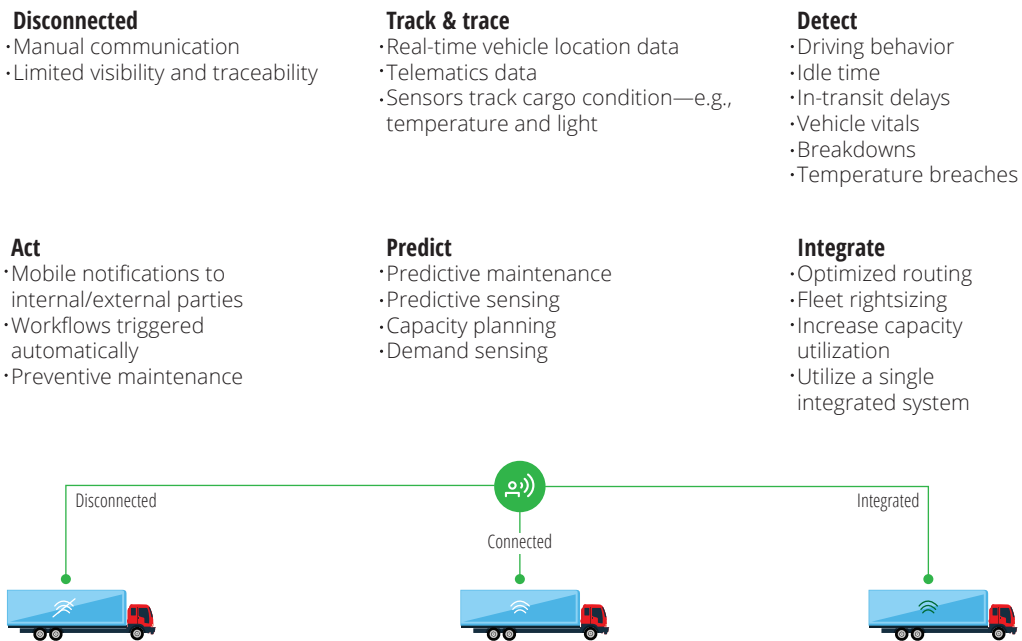 Disconnected
·Manual communication
·Limited visibility and traceability
Track & trace
·Real-time vehicle location data
·Telematics data
·Sensors track cargo condition—e.g.,
temperature and light
Detect
·Driving behavior
·Idle time
·In-transit delays
·Vehicle vitals
·Breakdowns
·Temperature breaches
Act
·Mobile notifications to
internal/external parties
·Workflows triggered
automatically
·Preventive maintenance
Predict
·Predictive maintenance
·Predictive sensing
·Capacity planning
·Demand sensing
Integrate
·Optimized routing
·Fleet rightsizing
·Increase capacity
utilization
·Utilize a single
integrated system
Disconnected
Connected
Integrated